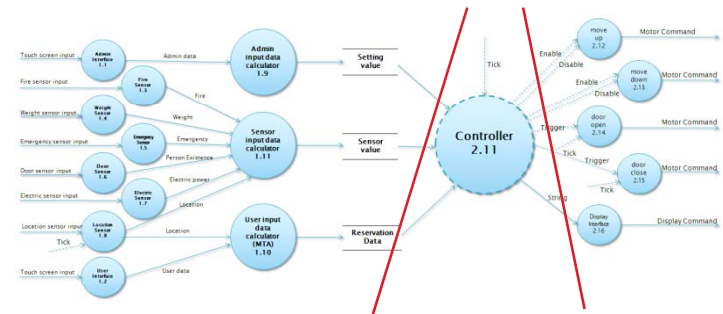 Touch screen input
Admin
Interface
1.1
Admin data
Admin
input data
calculator
1.9
Setting
value
Fire sensor input
Fire
Sensor
1.3
Fire
Weight sensor input
Weight
Sensor
1.4
Weight
Emergency sensor input
Emergency
Sensor
1.5
Emergency
Sensor
input data
calculator
1.11
Sensor
value
Door sensor input
Door
Sensor
1.6
Person Existence
Electric sensor input
Electric
Sensor
1.7
Electric power
Location
Location sensor input
Tick
Location
Sensor
1.8
Location
User input
data
calculator
(MTA)
1.10
Reservation
Data
Touch screen input
User
Interface
1.2
User data
Tick
Controller
2.11
Enable
Disable
move
up
2.12
Motor Command
Enable
Disable
move
down
2.13
Motor Command
Trigger
Tick
door
open
2.14
Motor Command
Trigger
Tick
door
close
2.15
Motor Command
String
Display
Interface
2.16
Display Command